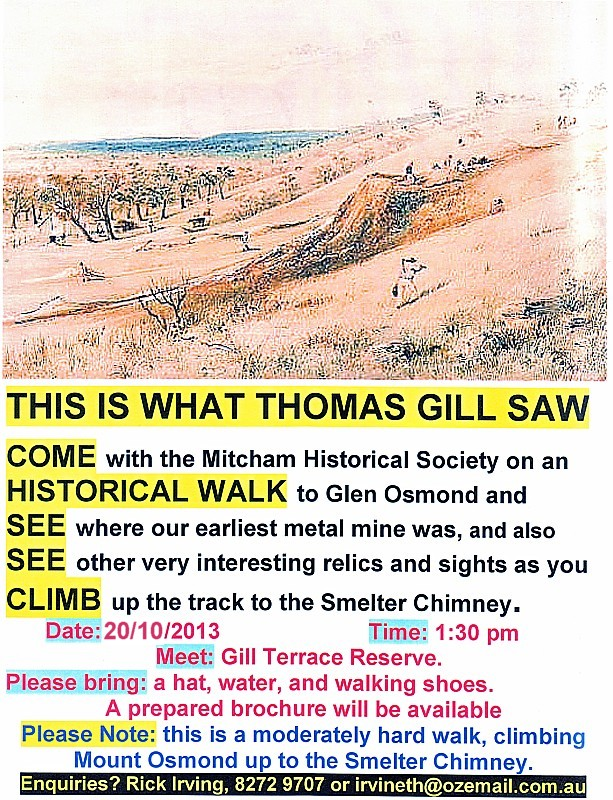 THIS IS WHAT THOMAS GILL SAW
COME with the Mitcham Historical Society on an
HISTORICAL WALK to Glen Osmond and
SEE where our earliest metal mine was, and also
SEE other very interesting relics and sights as you
CLIMB up the track to the Smelter Chimney.
Date: 20/10/2013 Time: 1:30 pm
Meet: Gill Terrace Reserve.
Please bring: a hat, water, and walking shoes.
A prepared brochure will be available
Please Note: this is a moderately hard walk, climbing
Mount Osmond up to the Smelter Chimney.
Enquiries? Rick Irving, 8272 9707 or irvineth@ozemail.com.au